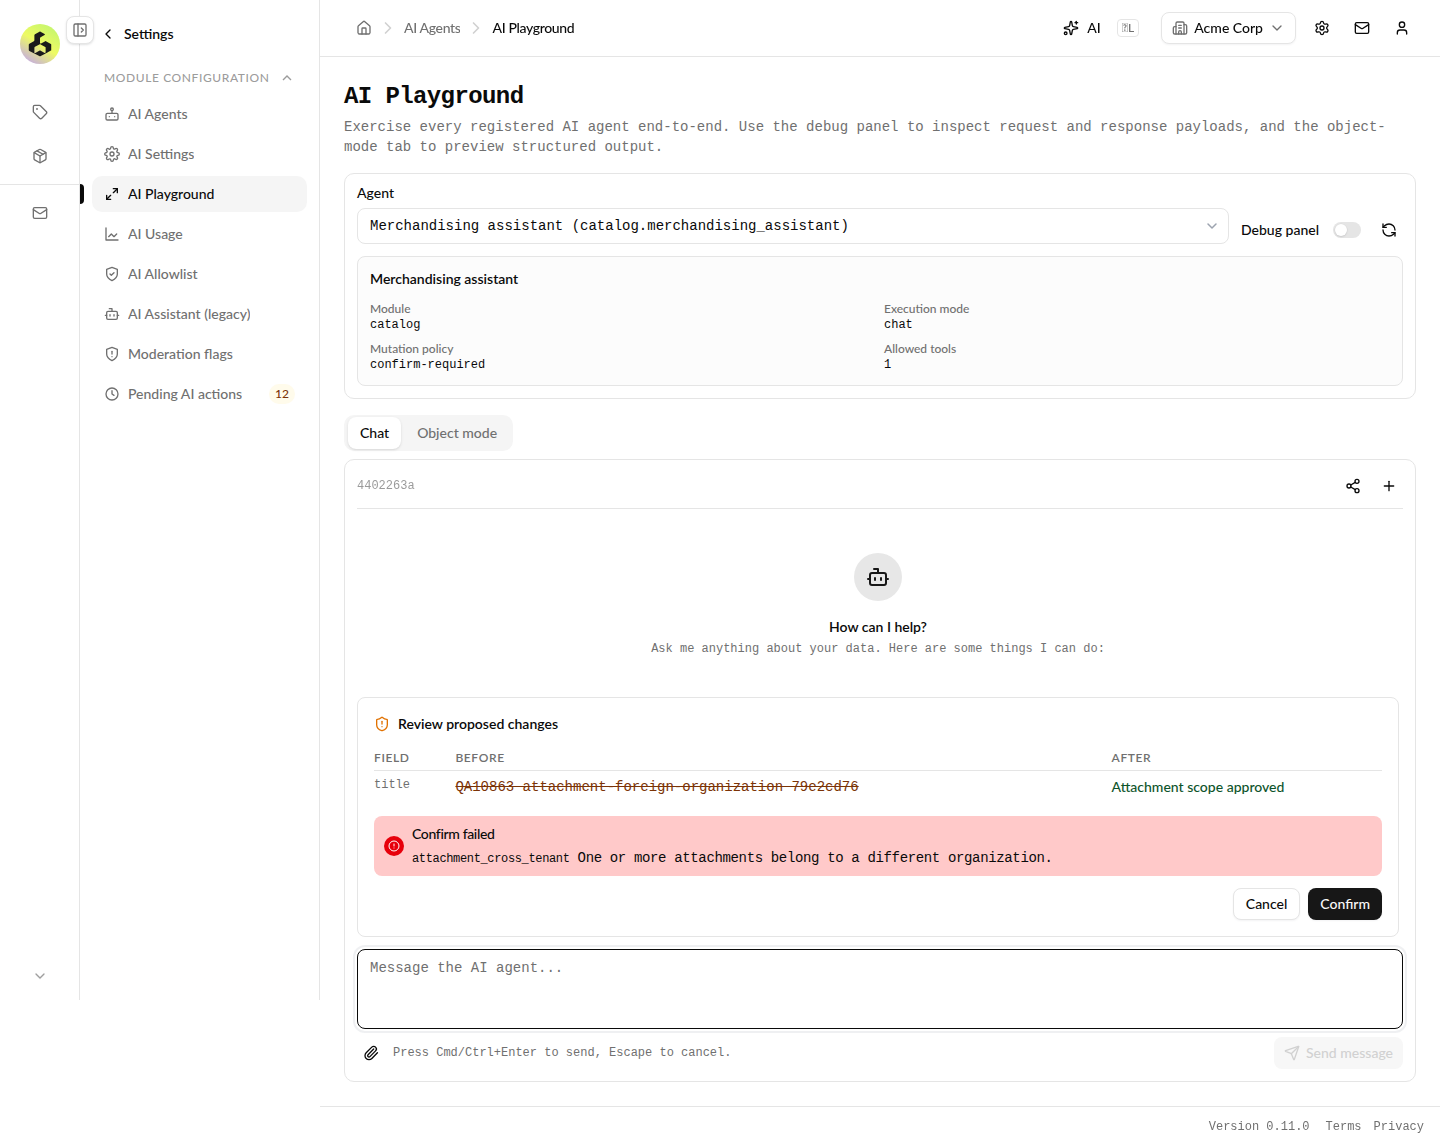 Settings
MODULE CONFIGURATION
AI Agents
AI Settings
AI Playground
AI Usage
AI Allowlist
AI Assistant (legacy)
Moderation flags
Pending AI actions 12
AI Agents AI Playground
AI L Acme Corp
AI Playground
Exercise every registered AI agent end-to-end. Use the debug panel to inspect request and response payloads, and the object-
mode tab to preview structured output.
Agent
Merchandising assistant (catalog.merchandising_assistant)
Debug panel
Merchandising assistant
Module Execution mode
catalog chat
Mutation policy Allowed tools
confirm-required 1
Chat Object mode
4402263a
How can I help?
Ask me anything about your data. Here are some things I can do:
Review proposed changes
FIELD BEFORE AFTER
title QA10863-attachment-foreign-organization-79e2cd76 Attachment scope approved
Confirm failed
attachment_cross_tenant One or more attachments belong to a different organization.
Cancel Confirm
Message the AI agent...
Press Cmd/Ctrl+Enter to send, Escape to cancel.
Send message
Version 0.11.0 Terms Privacy